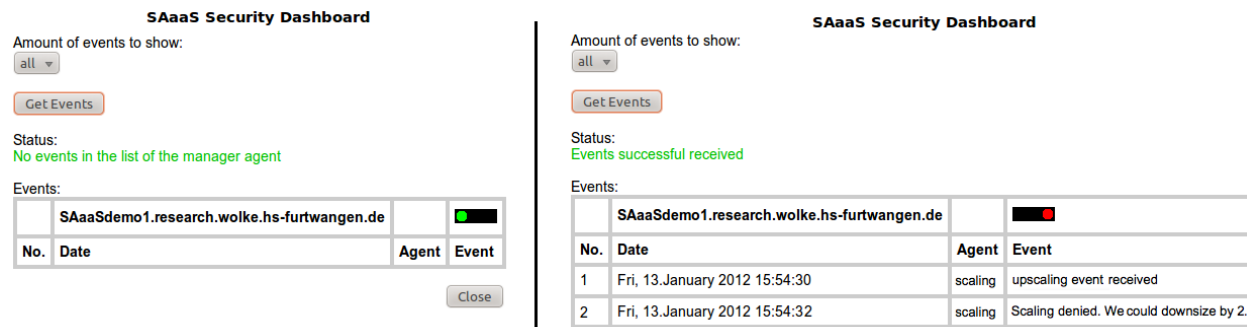 SAaaS Security Dashboard
Amount of events to show:
all
Get Events
Status:
No events in the list of the manager agent
Events:
SAaaSdemo1.research.wolke.hs-furtwangen.de
No. Date Agent Event
Close
SAaaS Security Dashboard
Amount of events to show:
all
Get Events
Status:
Events successful received
Events:
SAaaSdemo1.research.wolke.hs-furtwangen.de
No. Date Agent Event
1 Fri, 13.January 2012 15:54:30 scaling upscaling event received
2 Fri, 13.January 2012 15:54:32 scaling Scaling denied. We could downsize by 2.